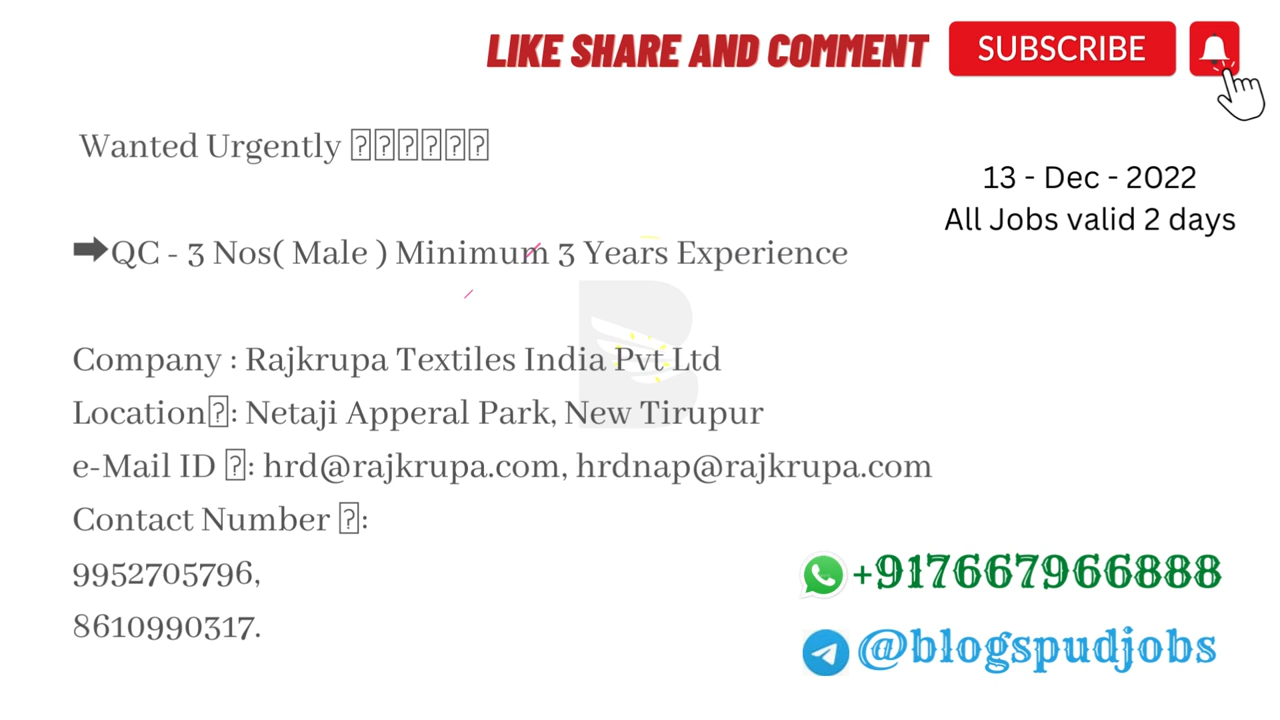 LIKE SHARE AND COMMENT
SUBSCRIBE
Wanted Urgently
13 - Dec - 2022
All Jobs valid 2 days
➡QC - 3 Nos( Male ) Minimum 3 Years Experience
Company : Rajkrupa Textiles India Pvt Ltd
Location: Netaji Apperal Park, New Tirupur
e-Mail ID : hrd@rajkrupa.com, hrdnap@rajkrupa.com
Contact Number :
9952705796,
8610990317.
+917667966888
@blogspudjobs